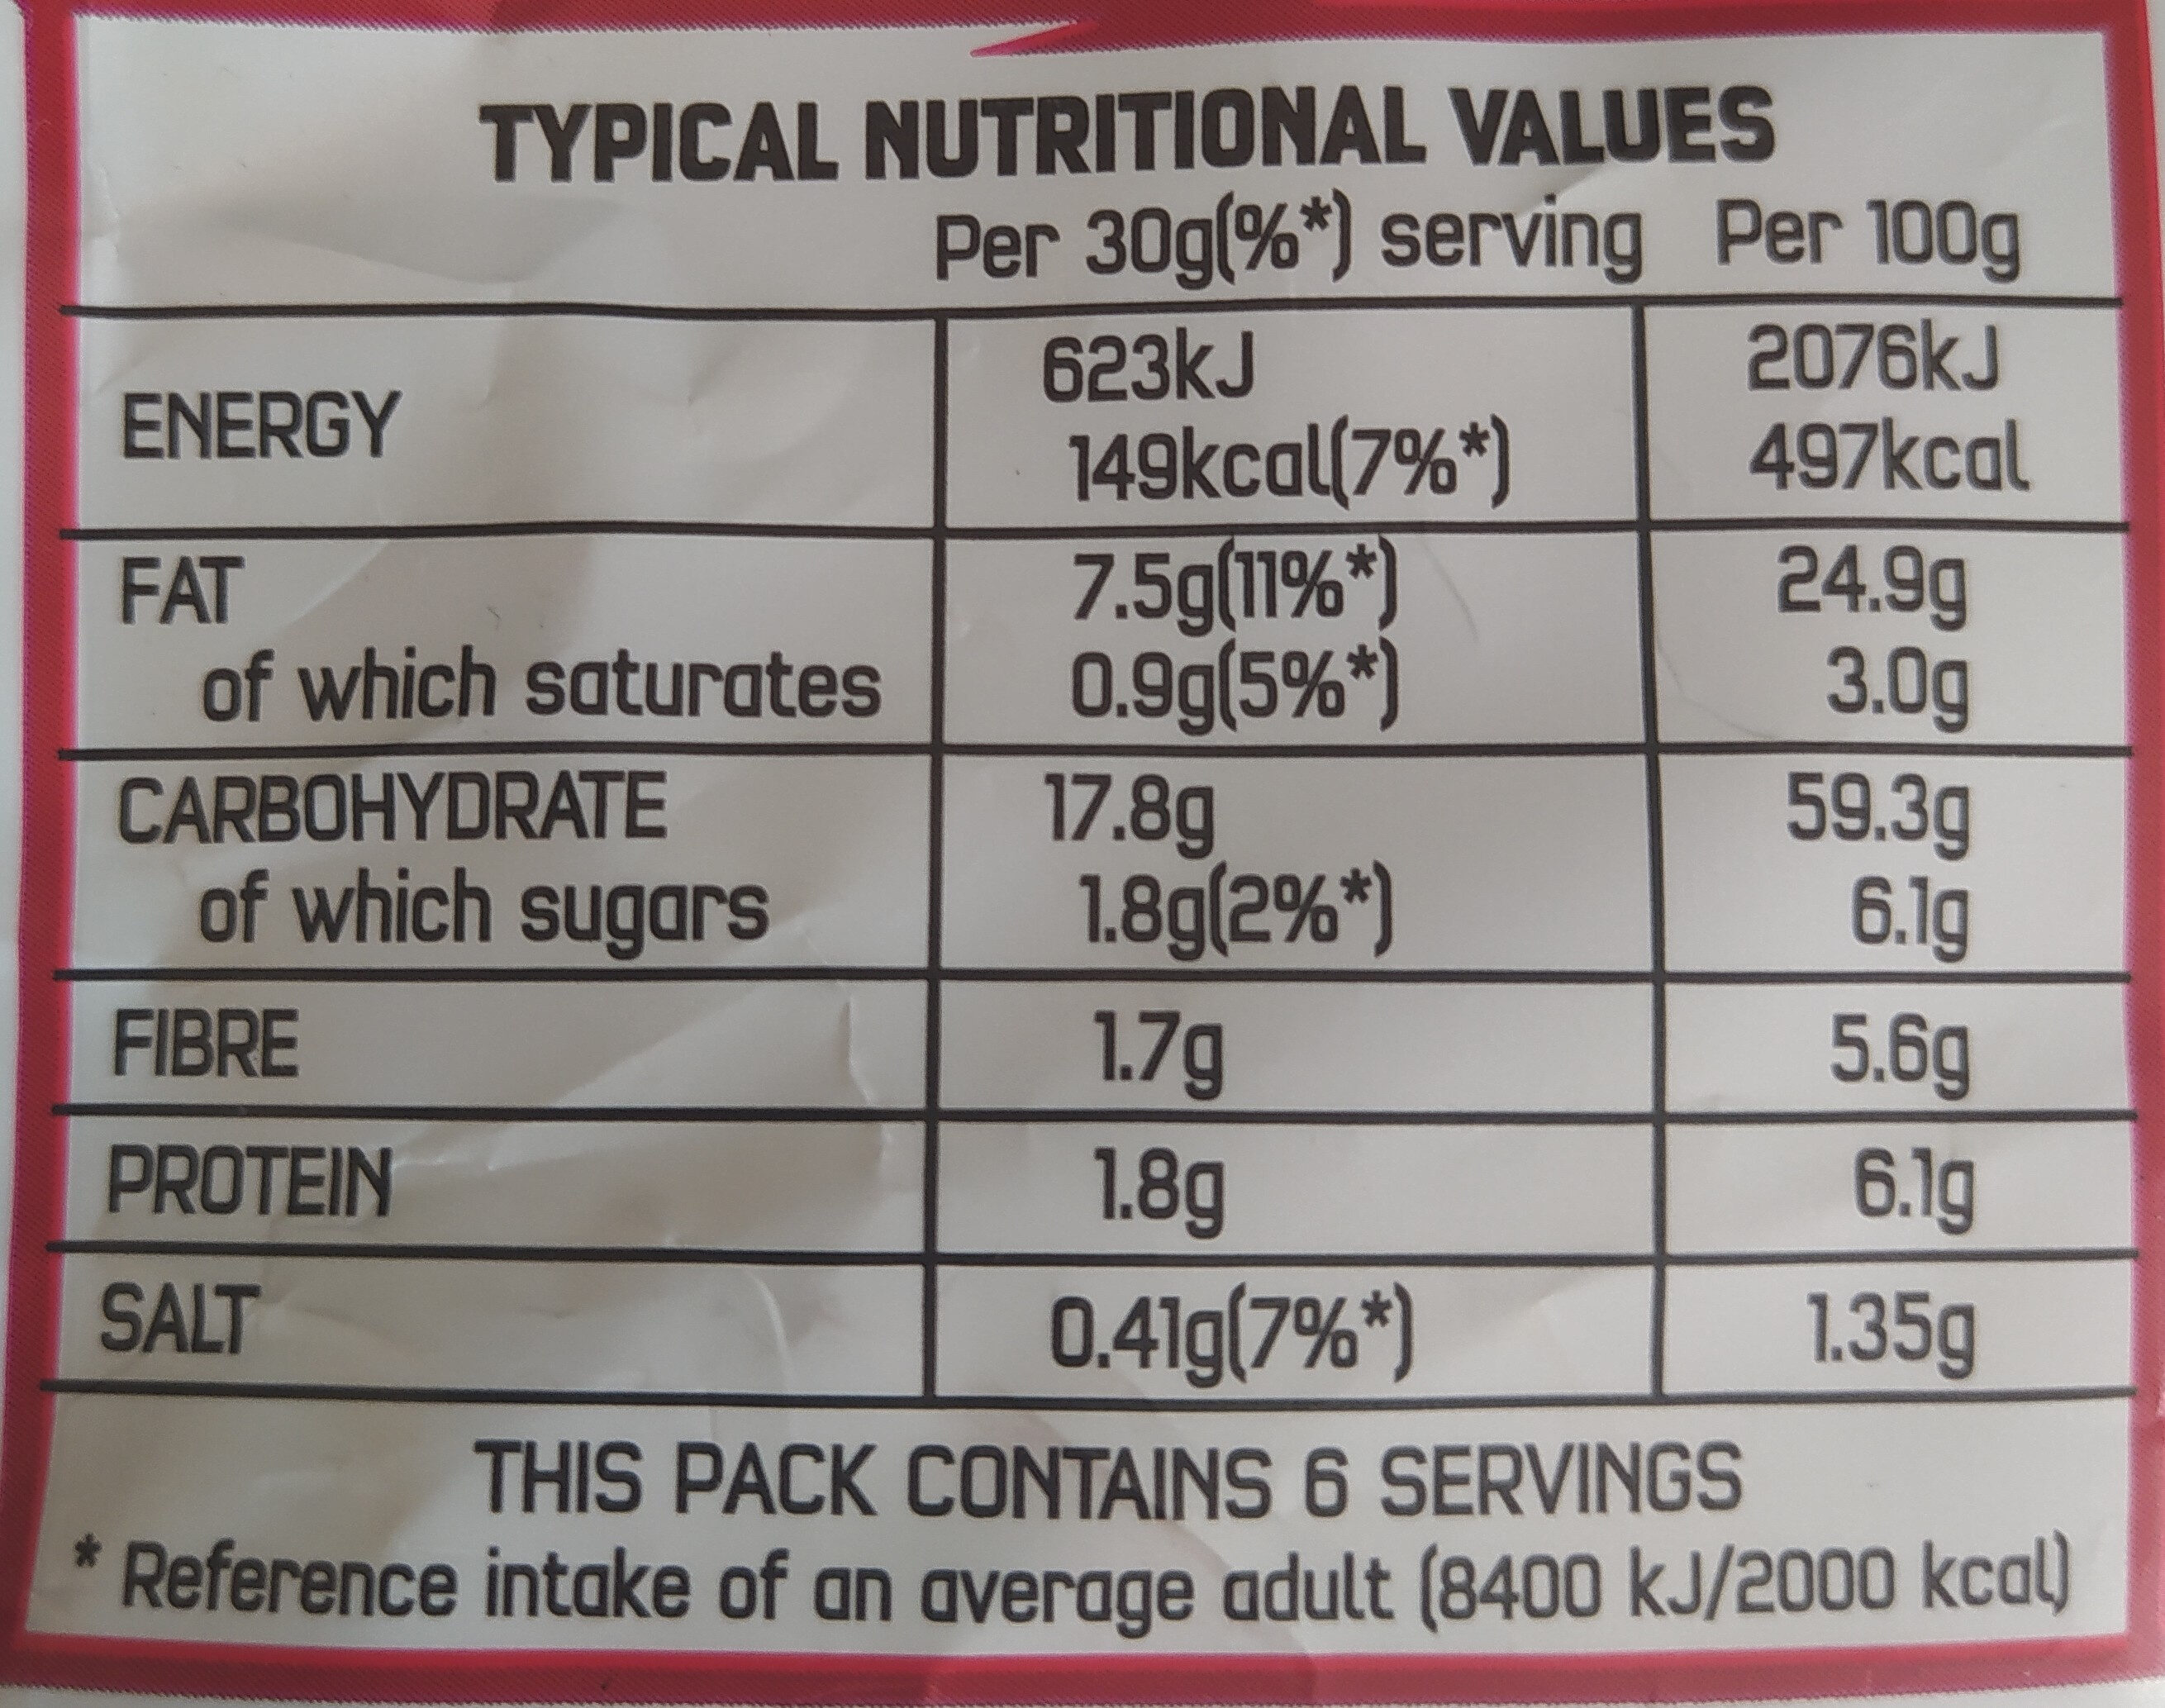 TYPICAL NUTRITIONAL VALUES
Per 30g(%*) serving Per 100g
ENERGY 623kJ 2076kJ
149kcal(7%*) 497kcal
FAT 7.5g(11%*) 24.9g
of which saturates 0.9g(5%*) 3.0g
CARBOHYDRATE 17.8g 59.3g
of which sugars 1.8g(2%*) 6.1g
FIBRE 1.7g 5.6g
PROTEIN 1.8g 6.1g
SALT 0.41g(7%*) 1.35g
THIS PACK CONTAINS 6 SERVINGS
* Reference intake of an average adult (8400 kJ/2000 kcal)